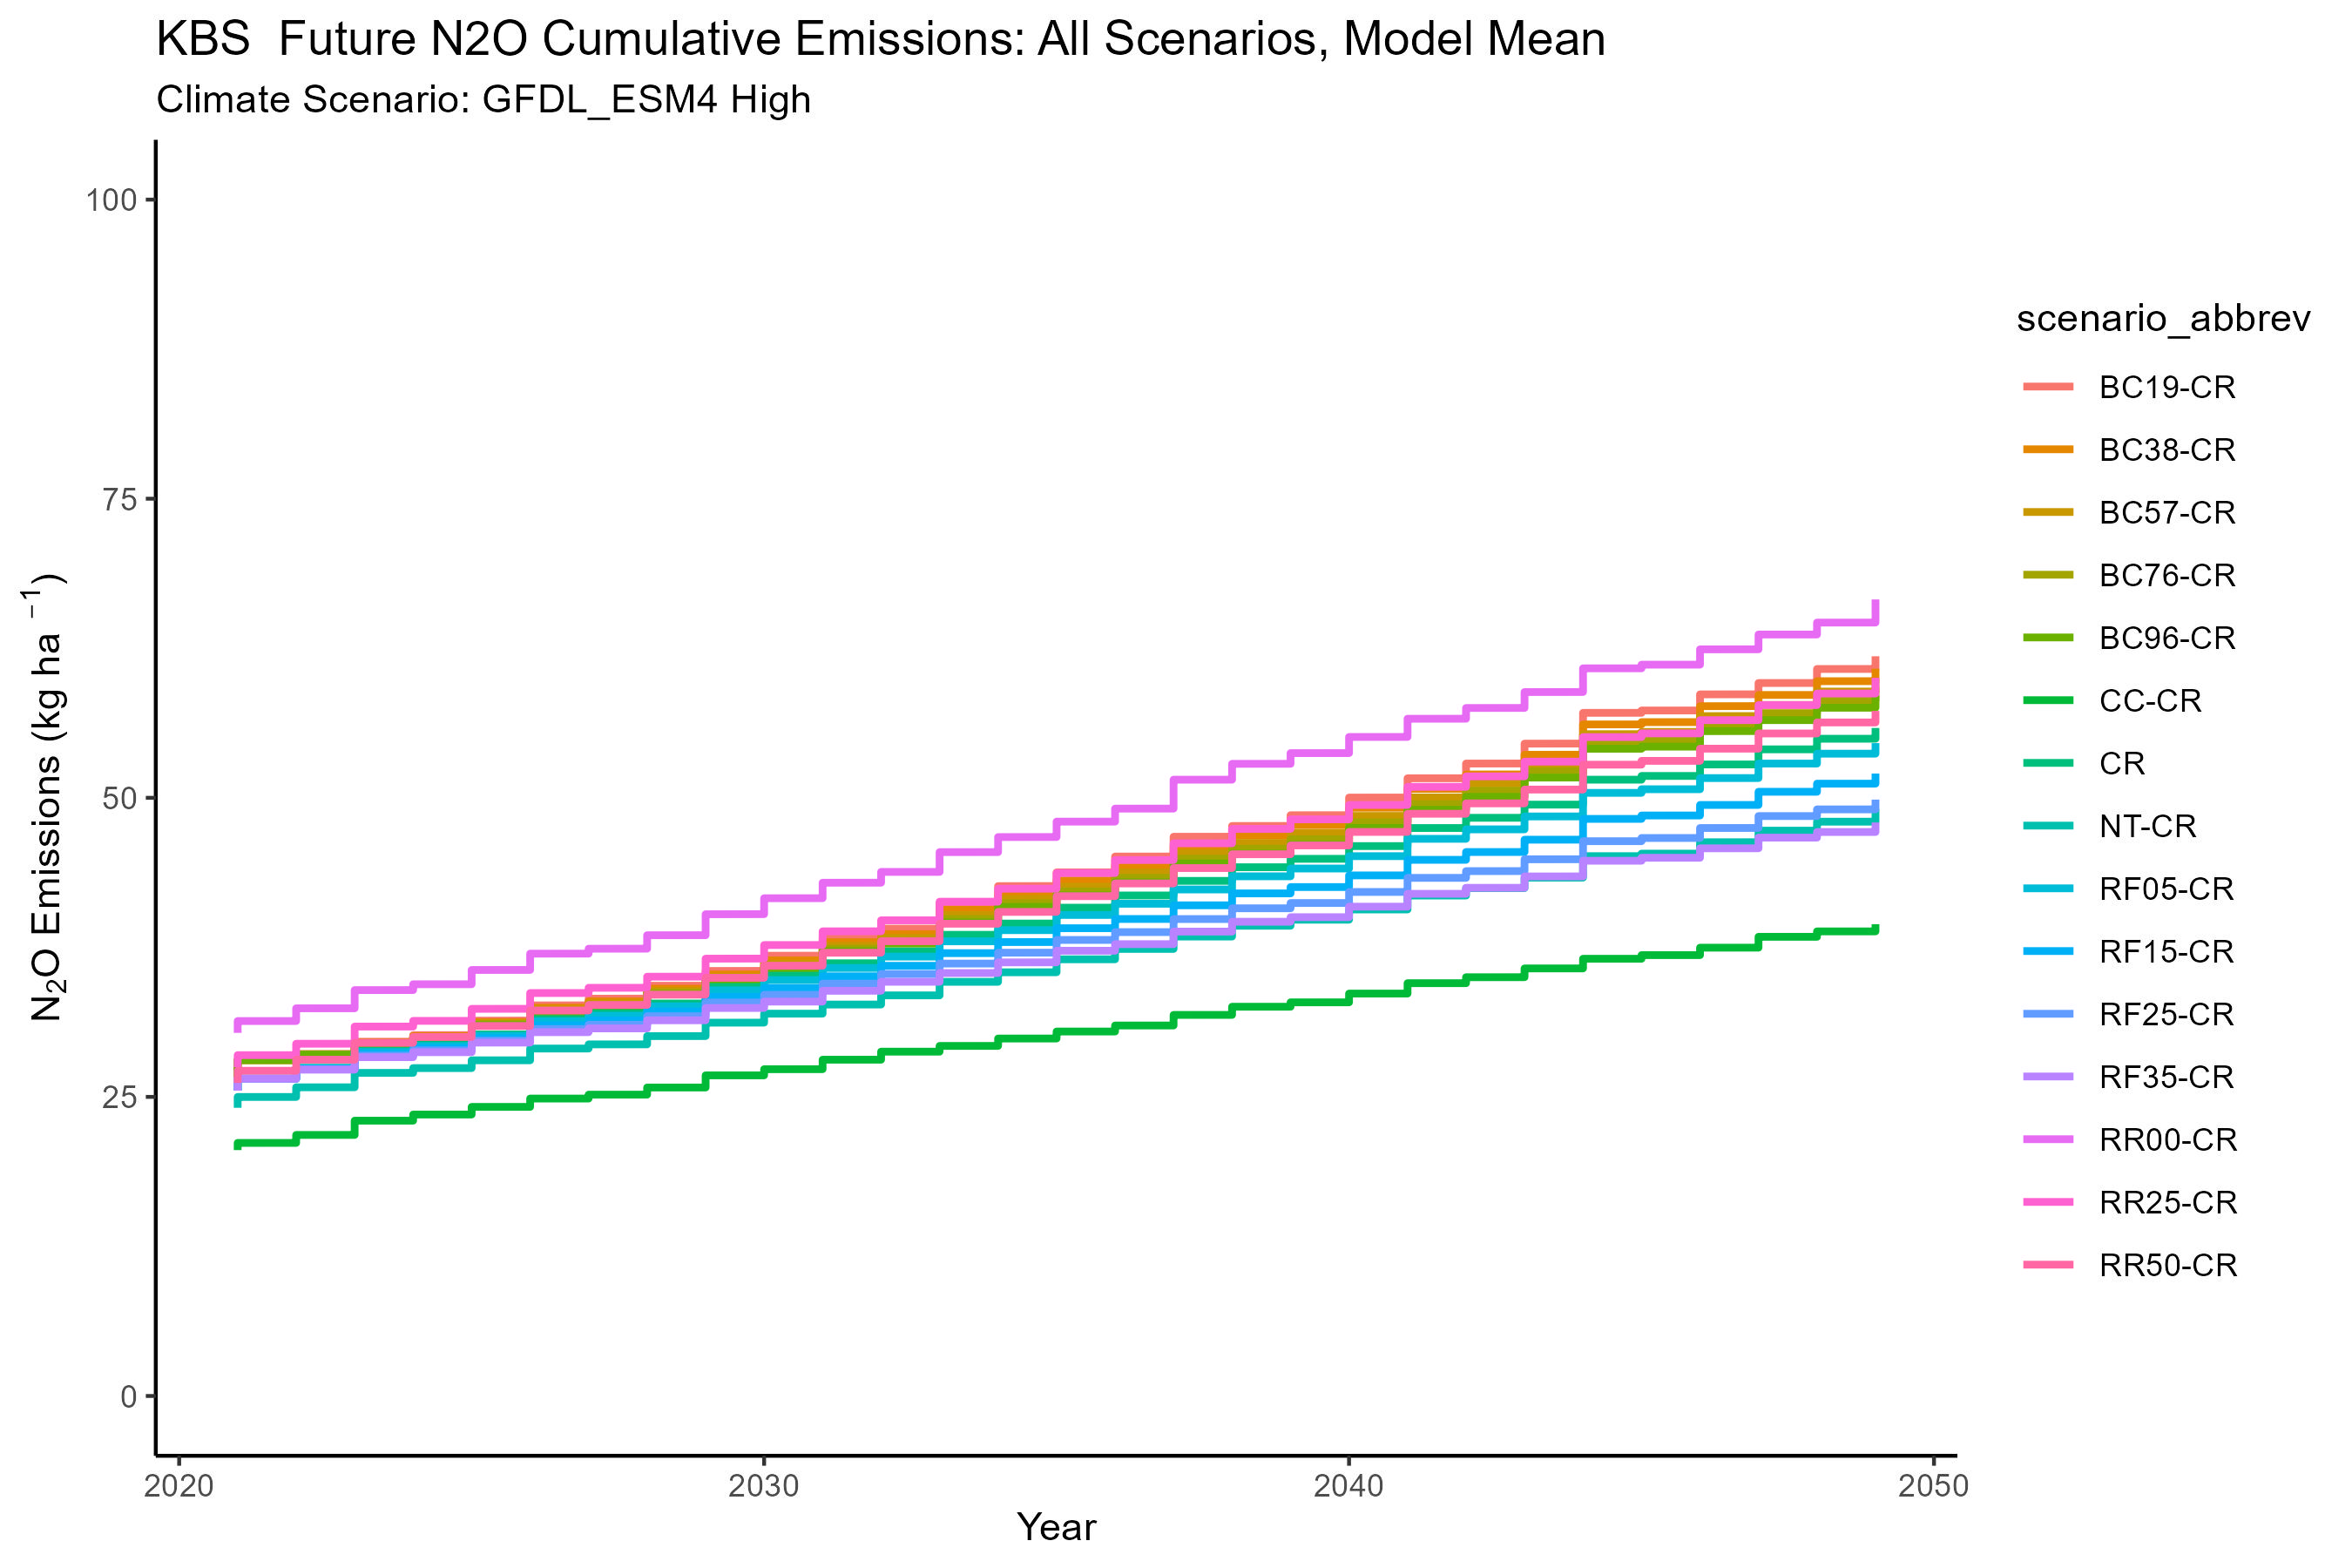 KBS  Future N2O Cumulative Emissions: All Scenarios, Model Mean
Climate Scenario: GFDL_ESM4 High
N₂O Emissions (kg ha ⁻¹)
100
75
50
25
0
2020
2030
2040
2050
Year
scenario_abbrev
BC19-CR
BC38-CR
BC57-CR
BC76-CR
BC96-CR
CC-CR
CR
NT-CR
RF05-CR
RF15-CR
RF25-CR
RF35-CR
RR00-CR
RR25-CR
RR50-CR